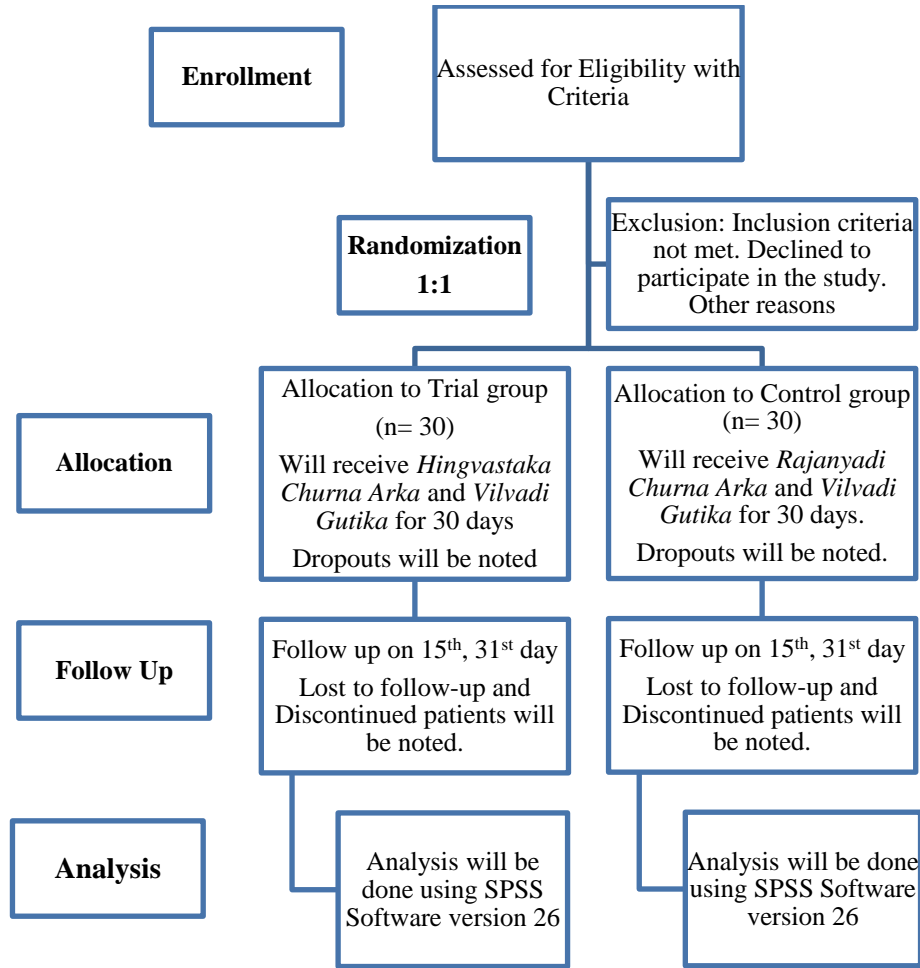 Enrollment
Assessed for Eligibility with
Criteria
Randomization
1:1
Exclusion: Inclusion criteria
not met. Declined to
participate in the study.
Other reasons
Allocation
Allocation to Trial group
(n= 30)
Will receive Hingvastaka
Churna Arka and Vilvadi
Gutika for 30 days
Dropouts will be noted
Allocation to Control group
(n= 30)
Will receive Rajanyadi
Churna Arka and Vilvadi
Gutika for 30 days.
Dropouts will be noted.
Follow Up
Follow up on 15th, 31st day
Lost to follow-up and
Discontinued patients will
be noted.
Follow up on 15th, 31st day
Lost to follow-up and
Discontinued patients will
be noted.
Analysis
Analysis will be
done using SPSS
Software version 26
Analysis will be done
using SPSS Software
version 26